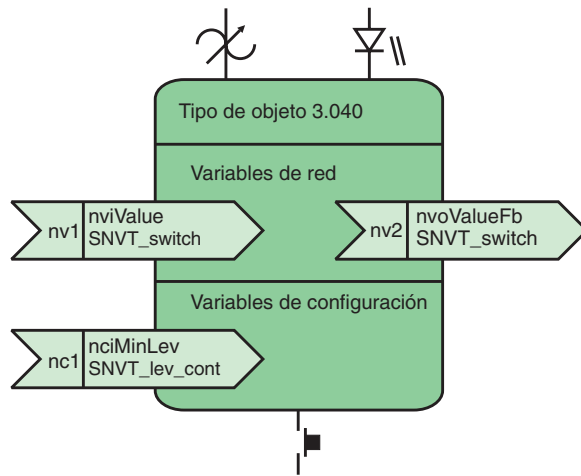 Tipo de objeto 3.040
Variables de red
nv1
nviValue
SNVT_switch
nv2
nvoValueFb
SNVT_switch
Variables de configuración
nc1
nciMinLev
SNVT_lev_cont